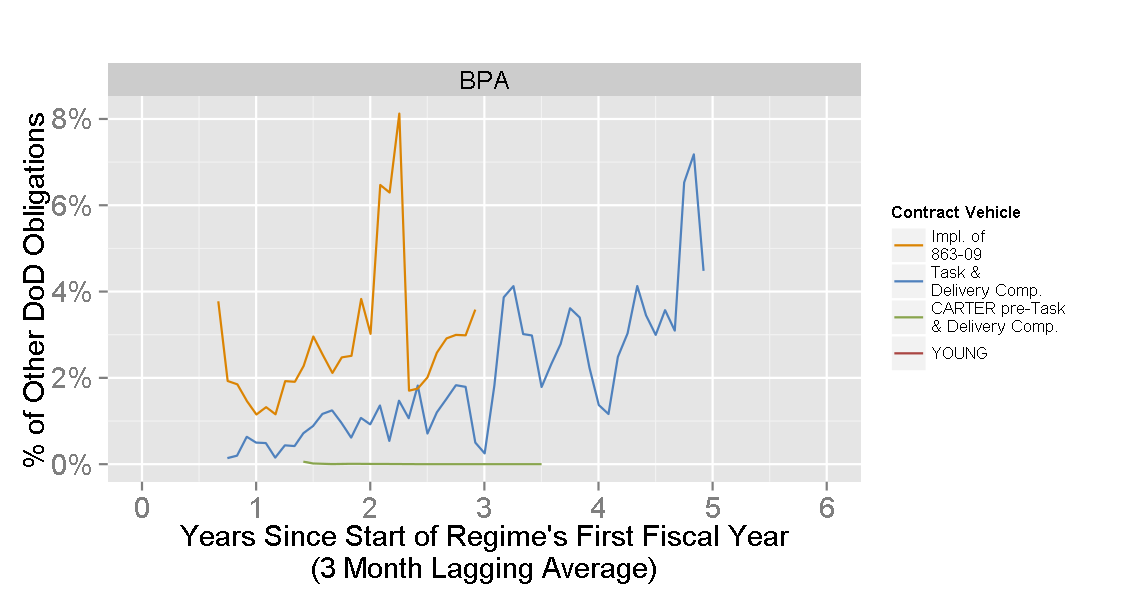 BPA
% of Other DoD Obligations
8%
6%
4%
2%
0%
0 1 2 3 4 5 6
Years Since Start of Regime's First Fiscal Year
(3 Month Lagging Average)
Contract Vehicle
Impl. of
863-09
Task &
Delivery Comp.
CARTER pre-Task
& Delivery Comp.
YOUNG